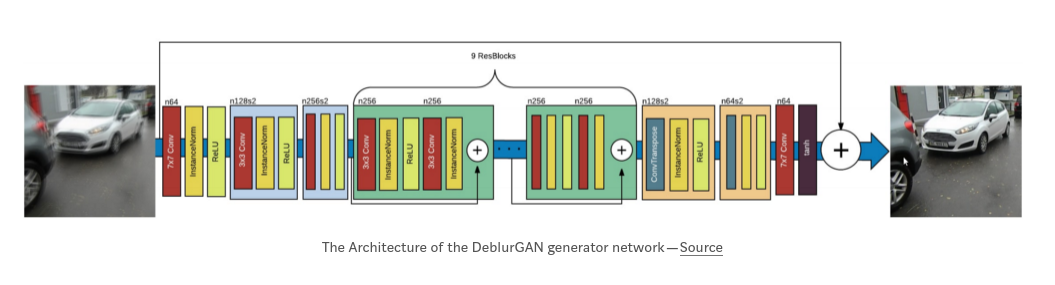 9 ResBlocks
n64
n128s2
n256s2
n256
n256
n256
n256
n128s2
n64s2
n64
7x7 Conv
InstanceNorm
ReLU
3x3 Conv
InstanceNorm
ReLU
3x3 Conv
InstanceNorm
ReLU
3x3 Conv
InstanceNorm
+
+
ConvTranspose
InstanceNorm
ReLU
7x7 Conv
tanh
+
The Architecture of the DeblurGAN generator network — Source